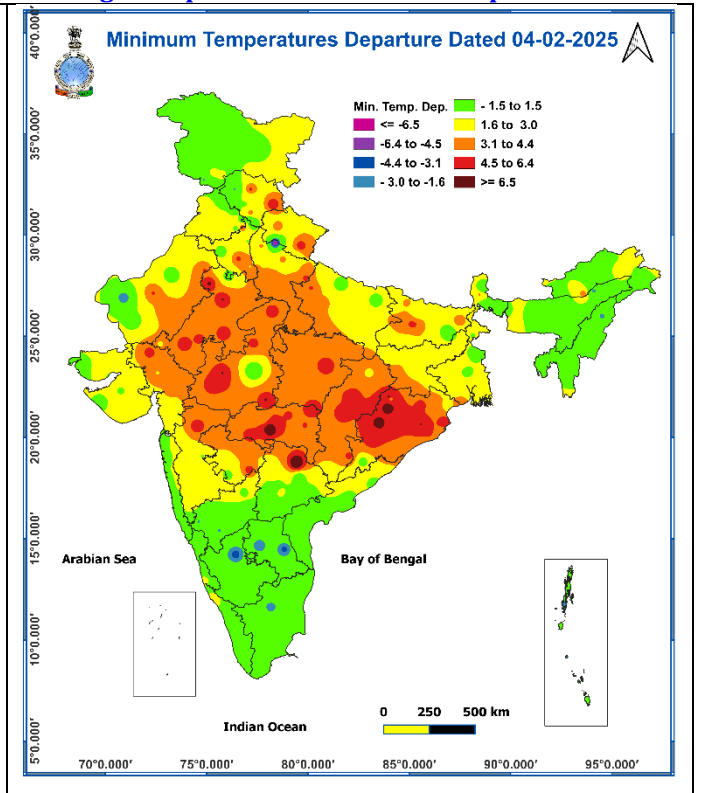 Minimum Temperatures Departure Dated 04-02-2025
Min. Temp. Dep.
<= -6.5
-6.4 to -4.5
-4.4 to -3.1
- 3.0 to -1.6
- 1.5 to 1.5
1.6 to 3.0
3.1 to 4.4
4.5 to 6.4
>= 6.5
40°0.000'
35°0.000'
30°0.000'
25°0.000'
20°0.000'
15°0.000'
10°0.000'
5°0.000'
Arabian Sea
Bay of Bengal
Indian Ocean
0 250 500 km
70°0.000' 75°0.000' 80°0.000' 85°0.000' 90°0.000' 95°0.000'